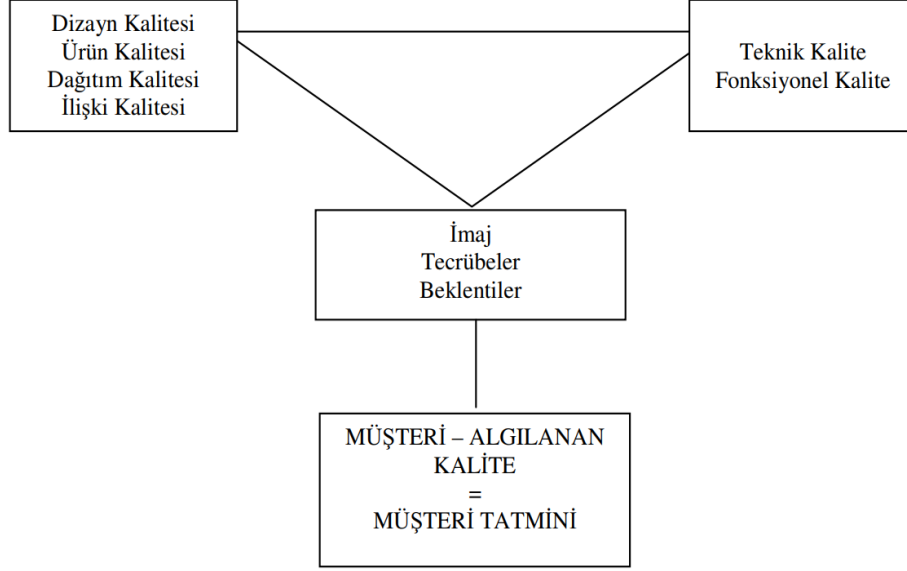 Dizayn Kalitesi
Ürün Kalitesi
Dağıtım Kalitesi
İlişki Kalitesi
Teknik Kalite
Fonksiyonel Kalite
İmaj
Tecrübeler
Beklentiler
MÜŞTERİ – ALGILANAN
KALİTE
=
MÜŞTERİ TATMİNİ